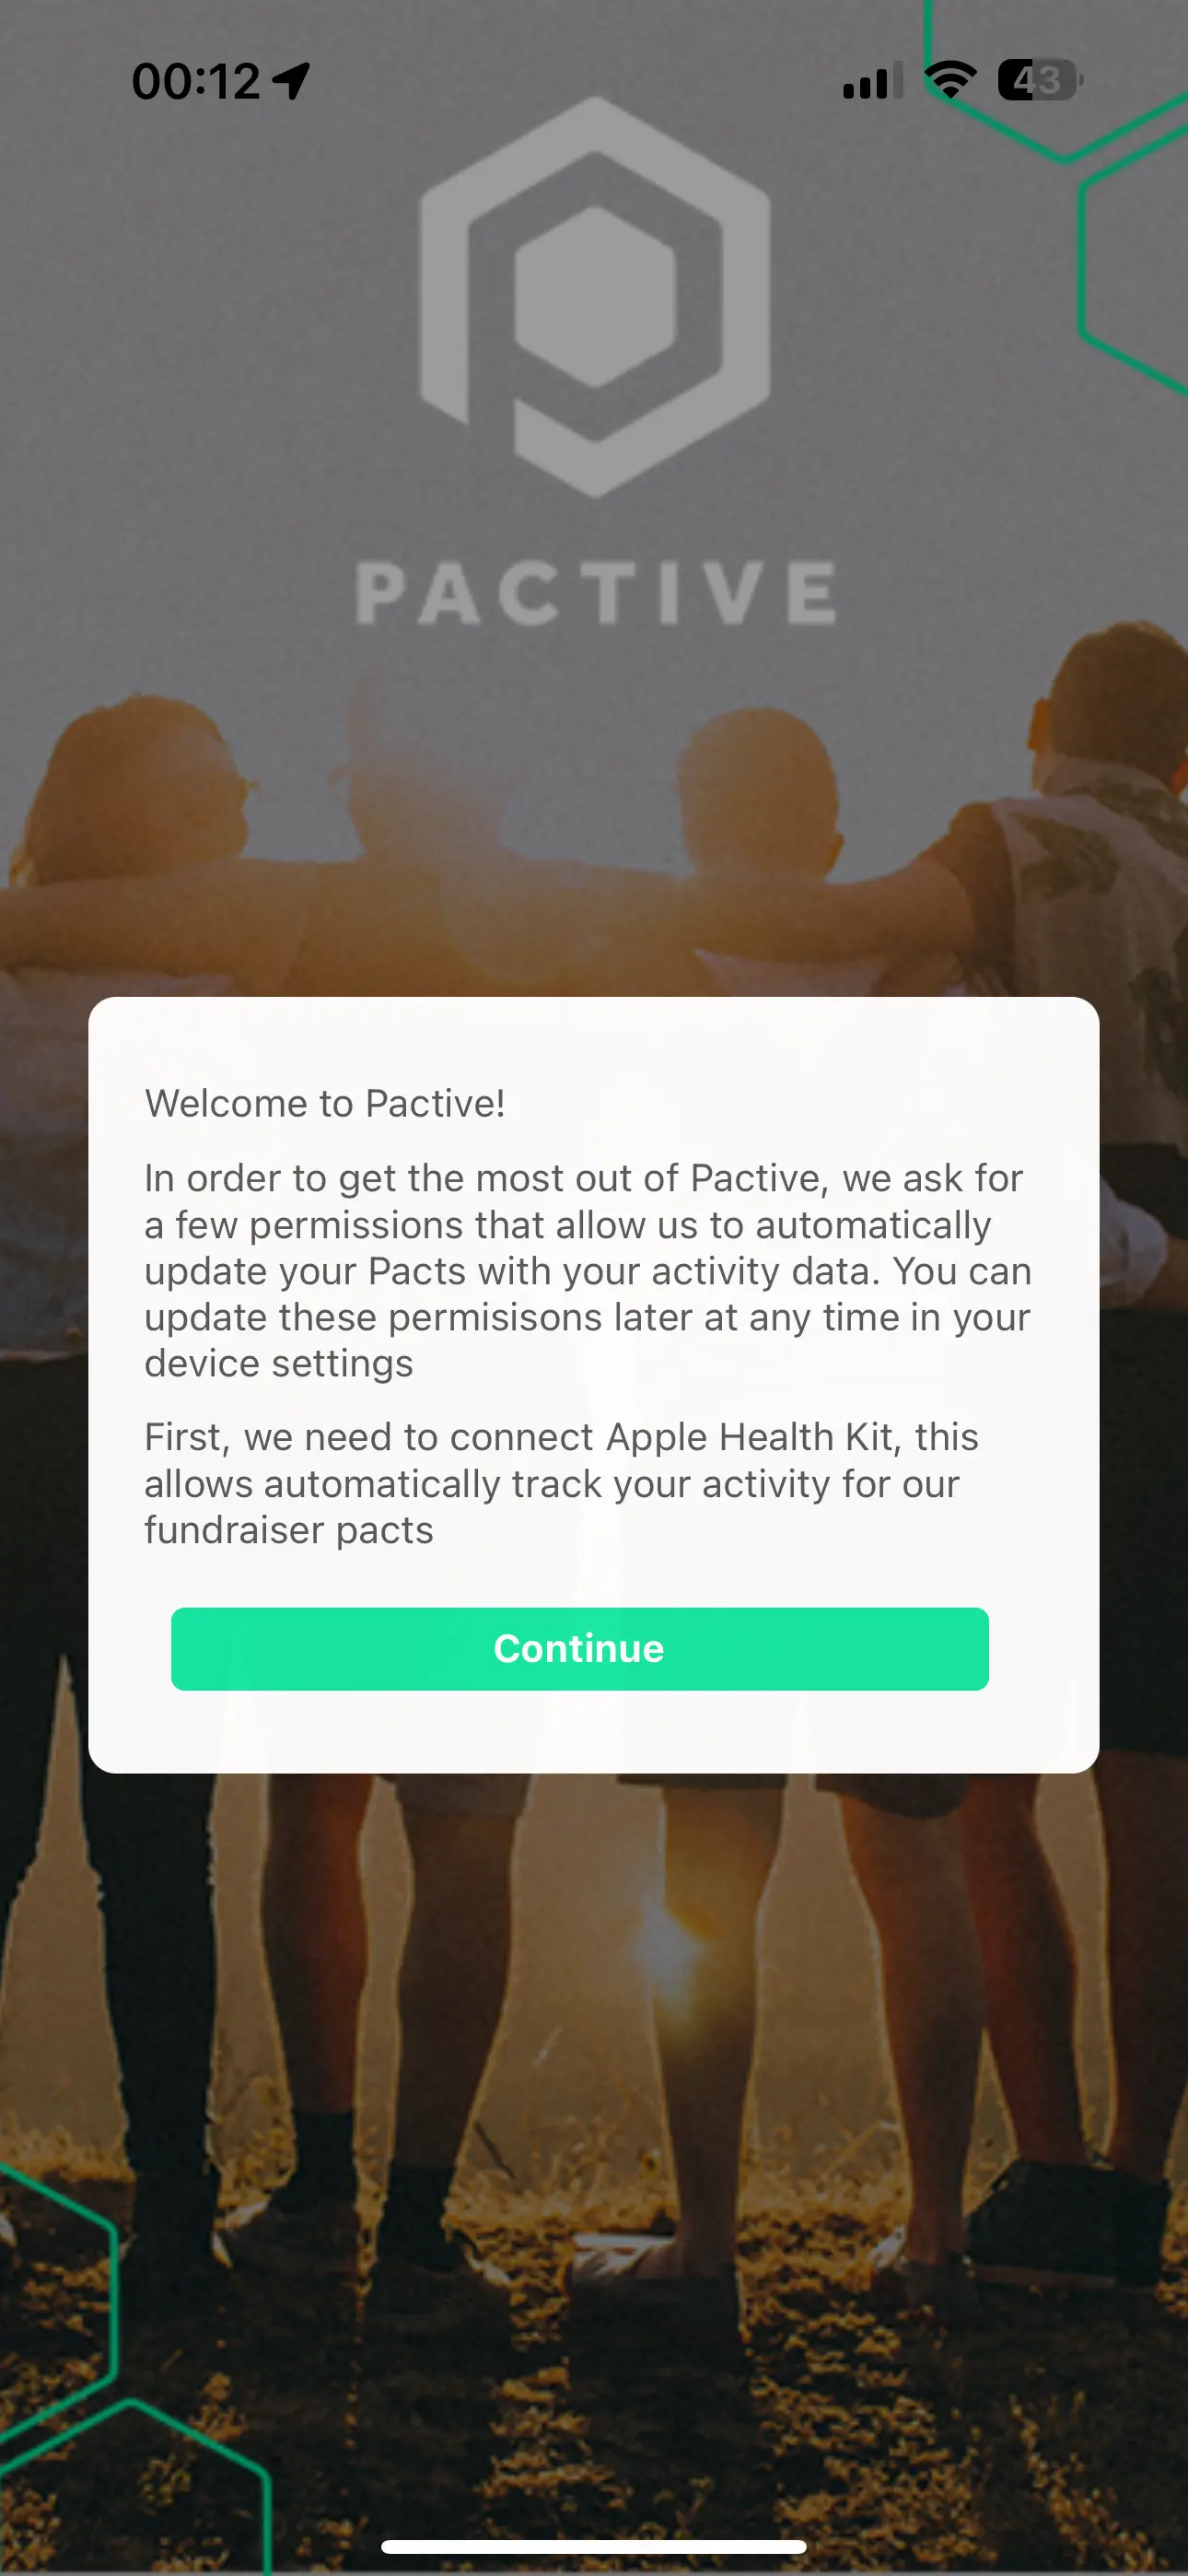 00:12
43
PACTIVE
Welcome to Pactive!
In order to get the most out of Pactive, we ask for
a few permissions that allow us to automatically
update your Pacts with your activity data. You can
update these permisisons later at any time in your
device settings
First, we need to connect Apple Health Kit, this
allows automatically track your activity for our
fundraiser pacts
Continue